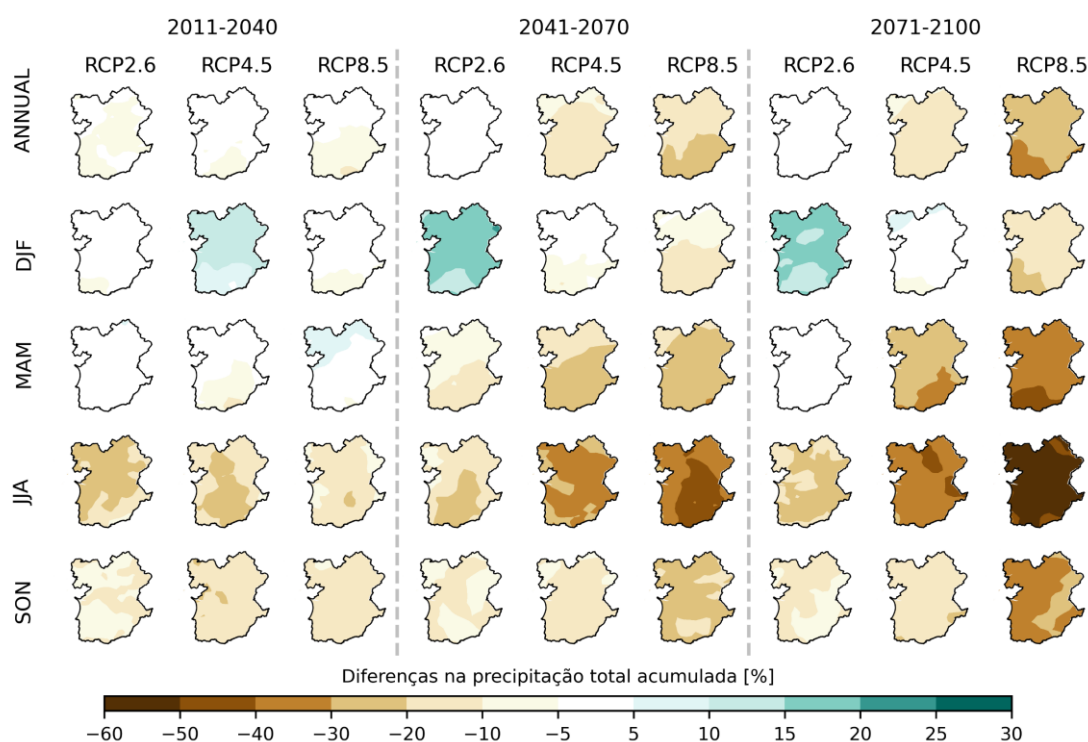 2011-2040 2041-2070 2071-2100
RCP2.6 RCP4.5 RCP8.5 RCP2.6 RCP4.5 RCP8.5 RCP2.6 RCP4.5 RCP8.5
ANNUAL
DJF
MAM
JJA
SON
Diferenças na precipitação total acumulada [%]
−60 −50 −40 −30 −20 −10 −5 5 10 15 20 25 30